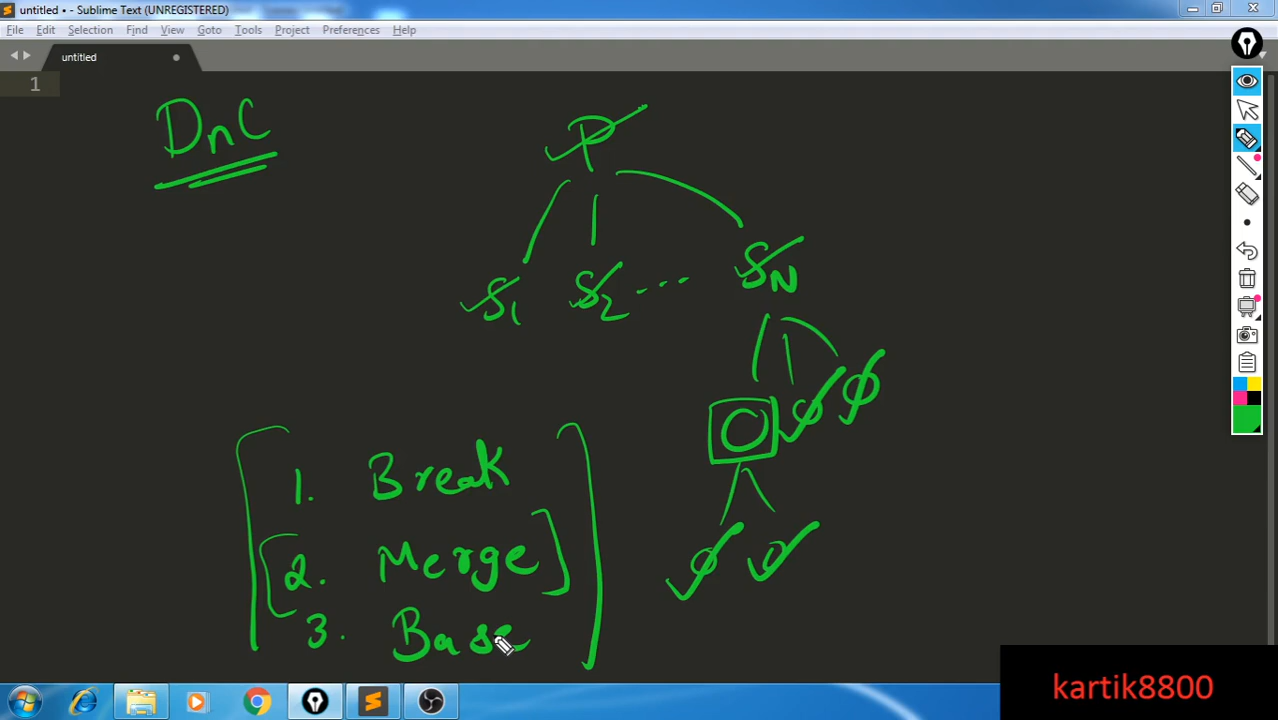 untitled • - Sublime Text (UNREGISTERED)
File Edit Selection Find View Goto Tools Project Preferences Help
untitled
1
DnC
P
S1 S2 ... SN
1. Break
2. Merge
3. Base
kartik8800